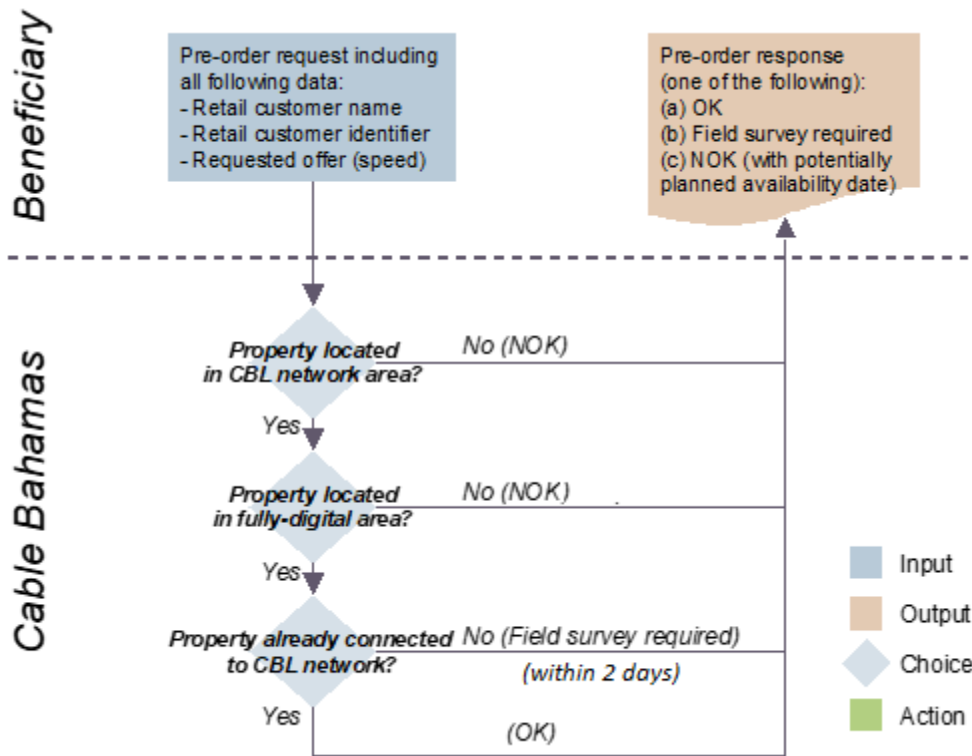 Beneficiary
Pre-order request including
all following data:
- Retail customer name
- Retail customer identifier
- Requested offer (speed)
Pre-order response
(one of the following):
(a) OK
(b) Field survey required
(c) NOK (with potentially
planned availability date)
Cable Bahamas
Property located
in CBL network area?
No (NOK)
Yes
Property located
in fully-digital area?
No (NOK)
Yes
Property already connected
to CBL network?
No (Field survey required)
(within 2 days)
Yes
(OK)
Input
Output
Choice
Action